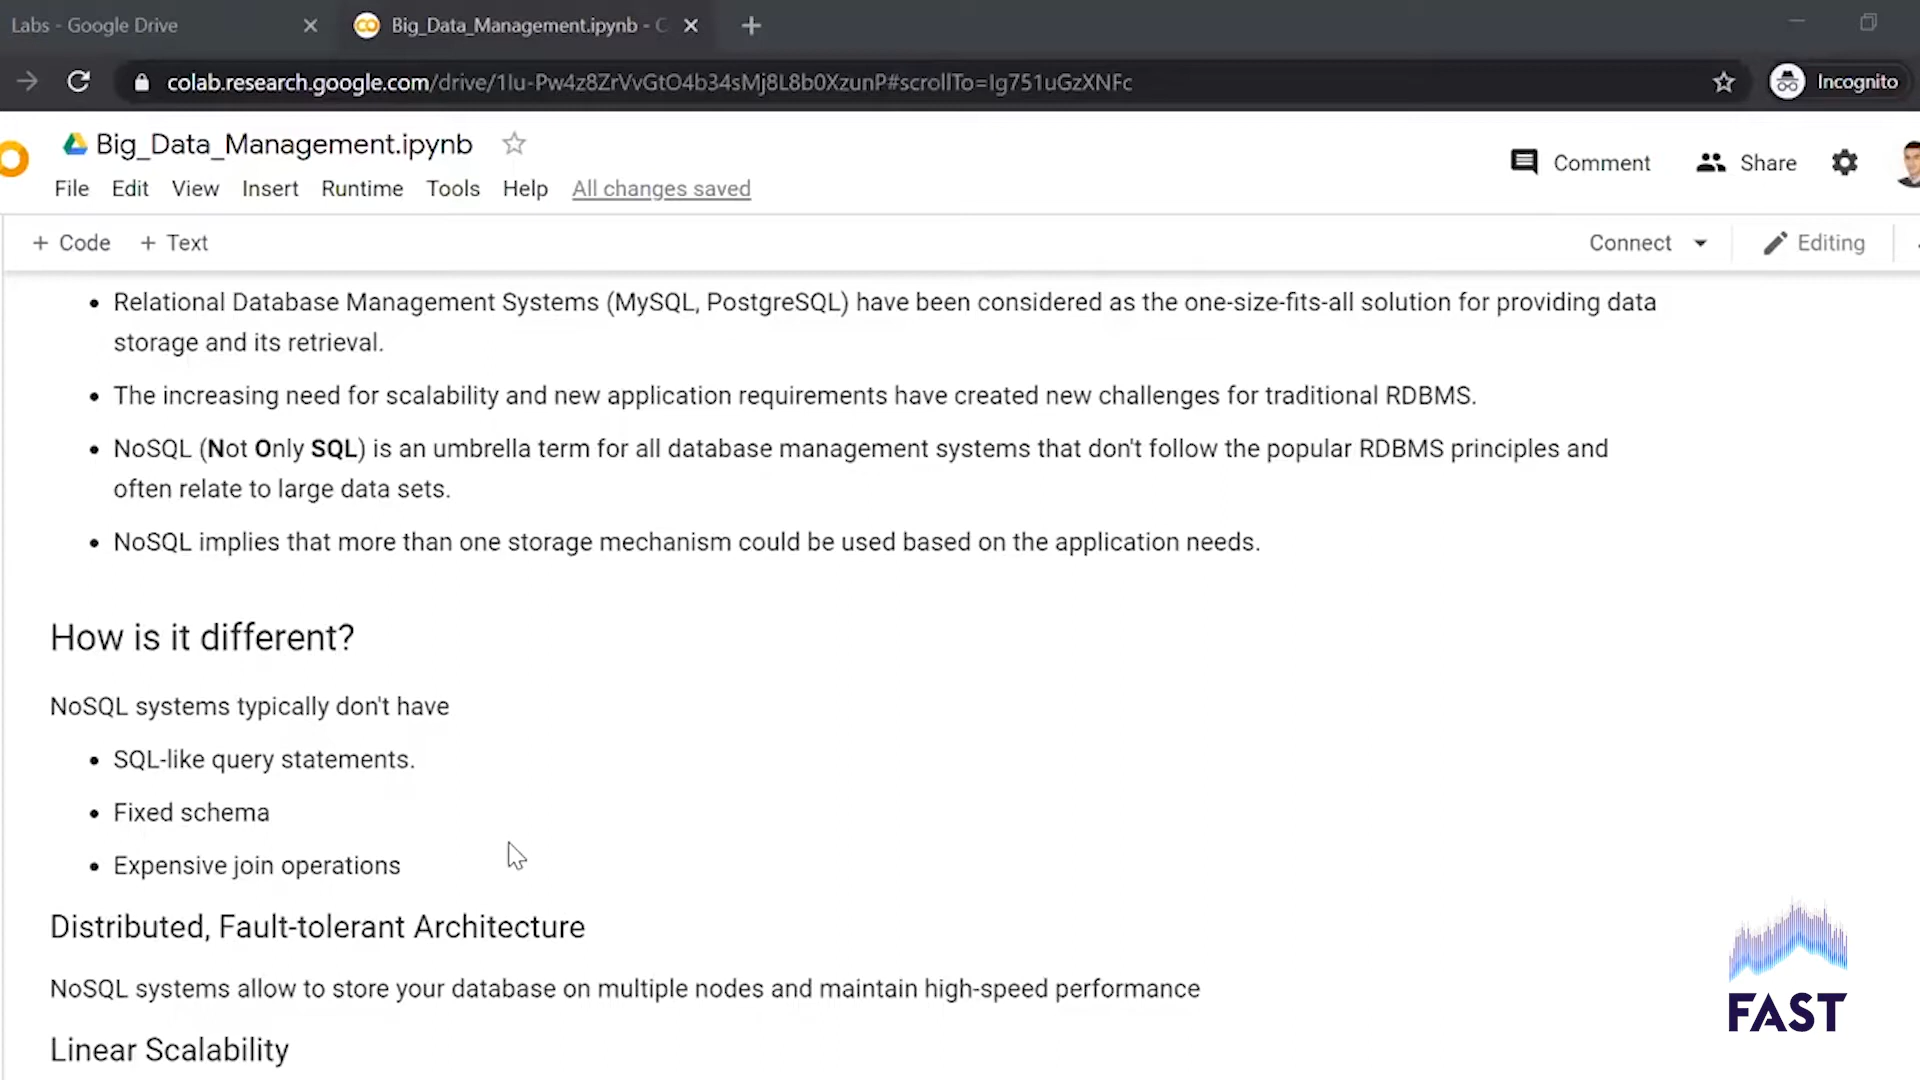 Labs - Google Drive
Big_Data_Management.ipynb - C
colab.research.google.com/drive/1Iu-Pw4z8ZrVvGtO4b34sMj8L8b0XzunP#scrollTo=Ig751uGzXNFc
Incognito
Big_Data_Management.ipynb
Comment
Share
File Edit View Insert Runtime Tools Help All changes saved
+ Code + Text
Connect
Editing
• Relational Database Management Systems (MySQL, PostgreSQL) have been considered as the one-size-fits-all solution for providing data
storage and its retrieval.
• The increasing need for scalability and new application requirements have created new challenges for traditional RDBMS.
• NoSQL (Not Only SQL) is an umbrella term for all database management systems that don't follow the popular RDBMS principles and
often relate to large data sets.
• NoSQL implies that more than one storage mechanism could be used based on the application needs.
How is it different?
NoSQL systems typically don't have
• SQL-like query statements.
• Fixed schema
• Expensive join operations
Distributed, Fault-tolerant Architecture
NoSQL systems allow to store your database on multiple nodes and maintain high-speed performance
Linear Scalability
FAST